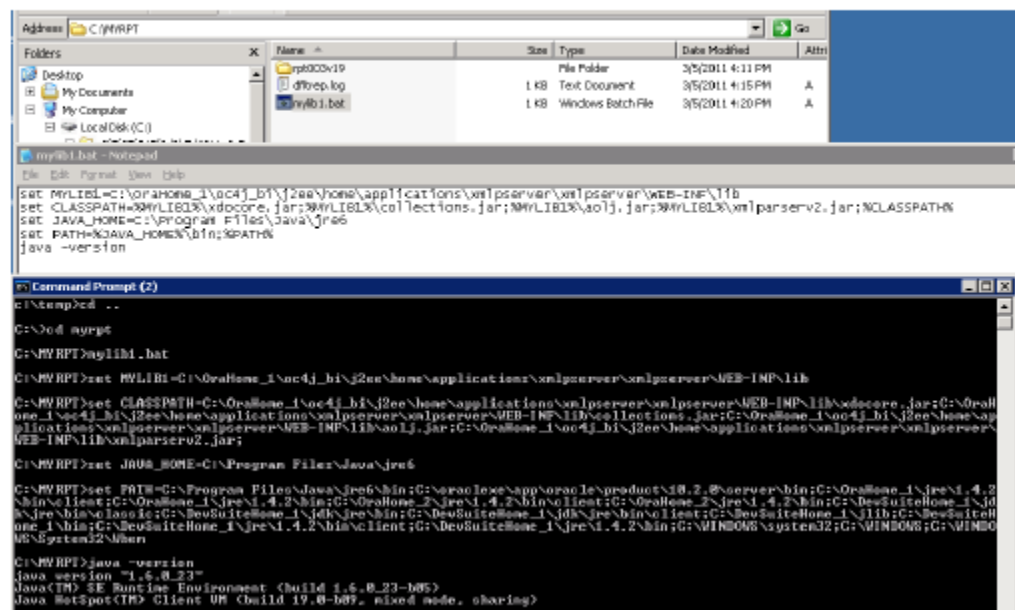 Address C:\MYRPT Go
Folders x Name Size Type Date Modified Attri
Desktop
My Documents
My Computer
Local Disk (C:)
rpt003v19 File Folder 3/5/2011 4:11 PM
dfforep.log 1 KB Text Document 3/5/2011 4:15 PM A
mylib1.bat 1 KB Windows Batch File 3/5/2011 4:20 PM A
mylib1.bat - Notepad
File Edit Format View Help
set MYLIB1=C:\OraHome_1\oc4j_bi\j2ee\home\applications\xmlpserver\xmlpserver\WEB-INF\lib
set CLASSPATH=%MYLIB1%\xdocore.jar;%MYLIB1%\collections.jar;%MYLIB1%\aolj.jar;%MYLIB1%\xmlparserv2.jar;%CLASSPATH%
set JAVA_HOME=C:\Program Files\Java\jre6
set PATH=%JAVA_HOME%\bin;%PATH%
java -version
Command Prompt (2)
c:\temp>cd ..
C:\>cd myrpt
C:\MYRPT>mylib1.bat
C:\MYRPT>set MYLIB1=C:\OraHome_1\oc4j_bi\j2ee\home\applications\xmlpserver\xmlpserver\WEB-INF\lib
C:\MYRPT>set CLASSPATH=C:\OraHome_1\oc4j_bi\j2ee\home\applications\xmlpserver\xmlpserver\WEB-INF\lib\xdocore.jar;C:\OraH
ome_1\oc4j_bi\j2ee\home\applications\xmlpserver\xmlpserver\WEB-INF\lib\collections.jar;C:\OraHome_1\oc4j_bi\j2ee\home\ap
plications\xmlpserver\xmlpserver\WEB-INF\lib\aolj.jar;C:\OraHome_1\oc4j_bi\j2ee\home\applications\xmlpserver\xmlpserver\
WEB-INF\lib\xmlparserv2.jar;
C:\MYRPT>set JAVA_HOME=C:\Program Files\Java\jre6
C:\MYRPT>set PATH=C:\Program Files\Java\jre6\bin;C:\oraclexe\app\oracle\product\10.2.0\server\bin;C:\OraHome_1\jre\1.4.2
\bin\client;C:\OraHome_1\jre\1.4.2\bin;C:\OraHome_2\jre\1.4.2\bin\client;C:\OraHome_2\jre\1.4.2\bin;C:\DevSuiteHome_1\jd
k\jre\bin\classic;C:\DevSuiteHome_1\jdk\jre\bin;C:\DevSuiteHome_1\jdk\jre\bin\client;C:\DevSuiteHome_1\jlib;C:\DevSuiteH
ome_1\bin;C:\DevSuiteHome_1\jre\1.4.2\bin\client;C:\DevSuiteHome_1\jre\1.4.2\bin;C:\WINDOWS\system32;C:\WINDOWS;C:\WINDO
WS\System32\Wbem
C:\MYRPT>java -version
java version "1.6.0_23"
Java(TM) SE Runtime Environment (build 1.6.0_23-b05)
Java HotSpot(TM) Client VM (build 19.0-b09, mixed mode, sharing)